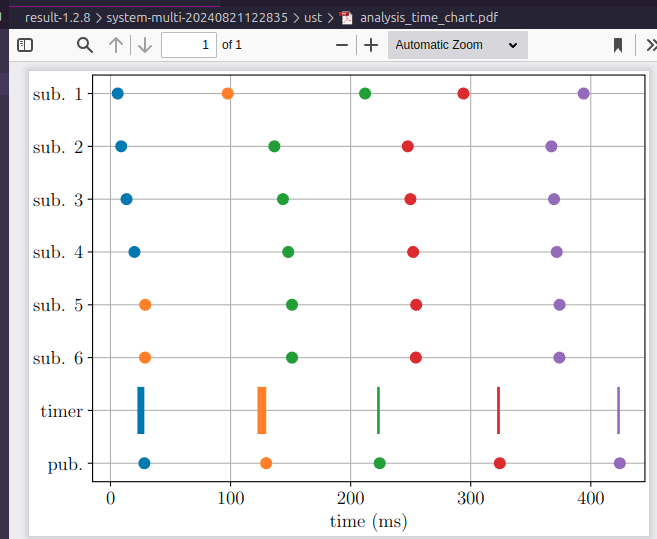 result-1.2.8 > system-multi-20240821122835 > ust > analysis_time_chart.pdf
1 of 1 Automatic Zoom
sub. 1
sub. 2
sub. 3
sub. 4
sub. 5
sub. 6
timer
pub.
0 100 200 300 400
time (ms)